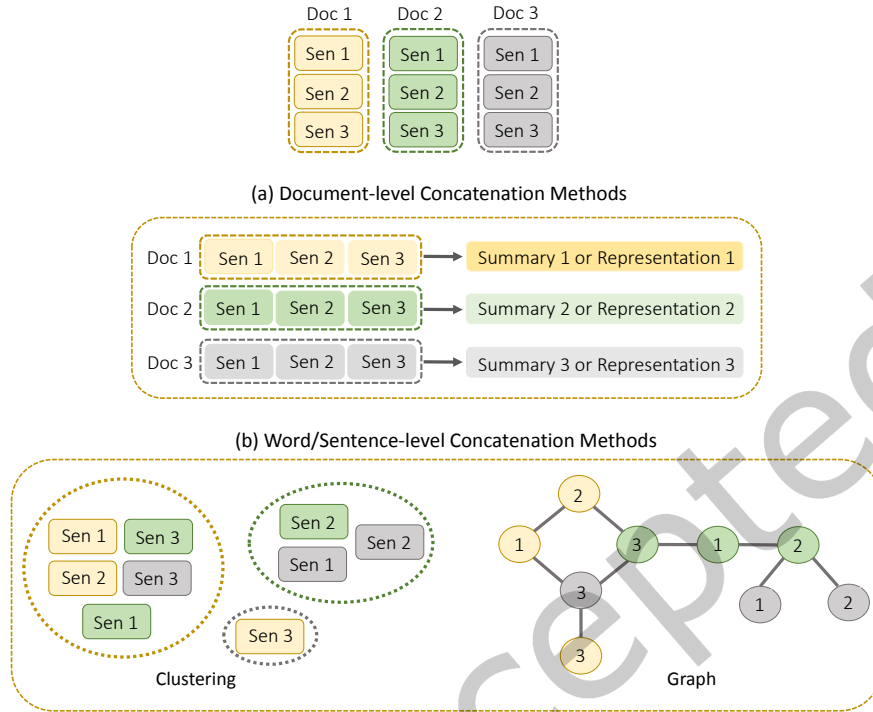 Doc 1 Doc 2 Doc 3
Sen 1 Sen 1 Sen 1
Sen 2 Sen 2 Sen 2
Sen 3 Sen 3 Sen 3
(a) Document-level Concatenation Methods
Doc 1 Sen 1 Sen 2 Sen 3 Summary 1 or Representation 1
Doc 2 Sen 1 Sen 2 Sen 3 Summary 2 or Representation 2
Doc 3 Sen 1 Sen 2 Sen 3 Summary 3 or Representation 3
(b) Word/Sentence-level Concatenation Methods
Sen 1 Sen 3
Sen 2 Sen 3
Sen 1
Sen 2
Sen 2
Sen 1
Sen 3
Clustering
2
1 3 1 2
3 1 2
3
Graph
cepted